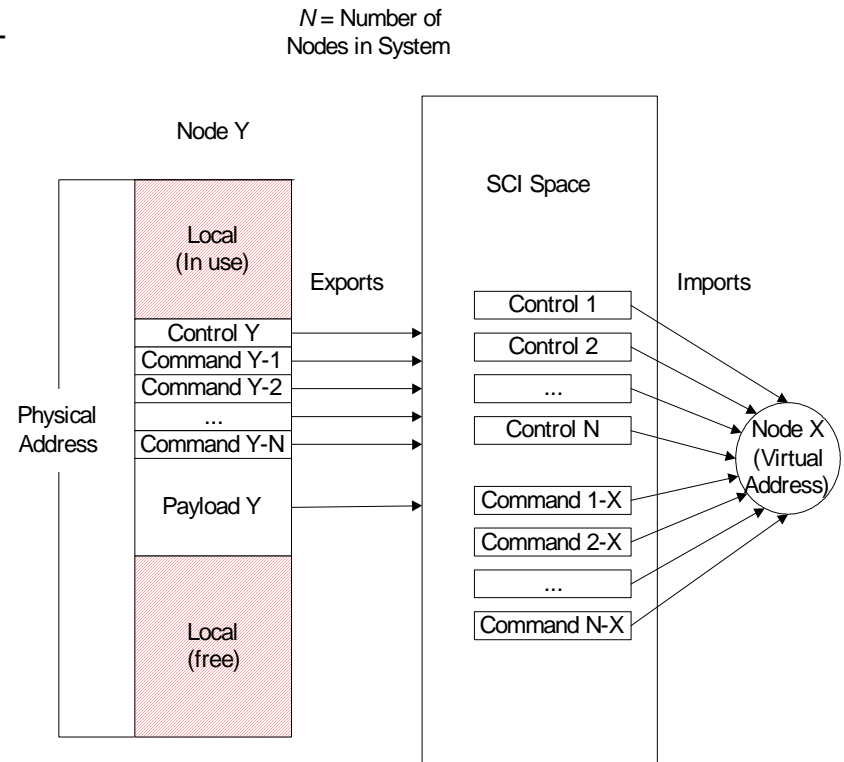 N = Number of
Nodes in System
Node Y
SCI Space
Local
(In use)
Exports
Imports
Control Y
Command Y-1
Command Y-2
...
Command Y-N
Payload Y
Local
(free)
Physical
Address
Control 1
Control 2
...
Control N
Command 1-X
Command 2-X
...
Command N-X
Node X
(Virtual
Address)